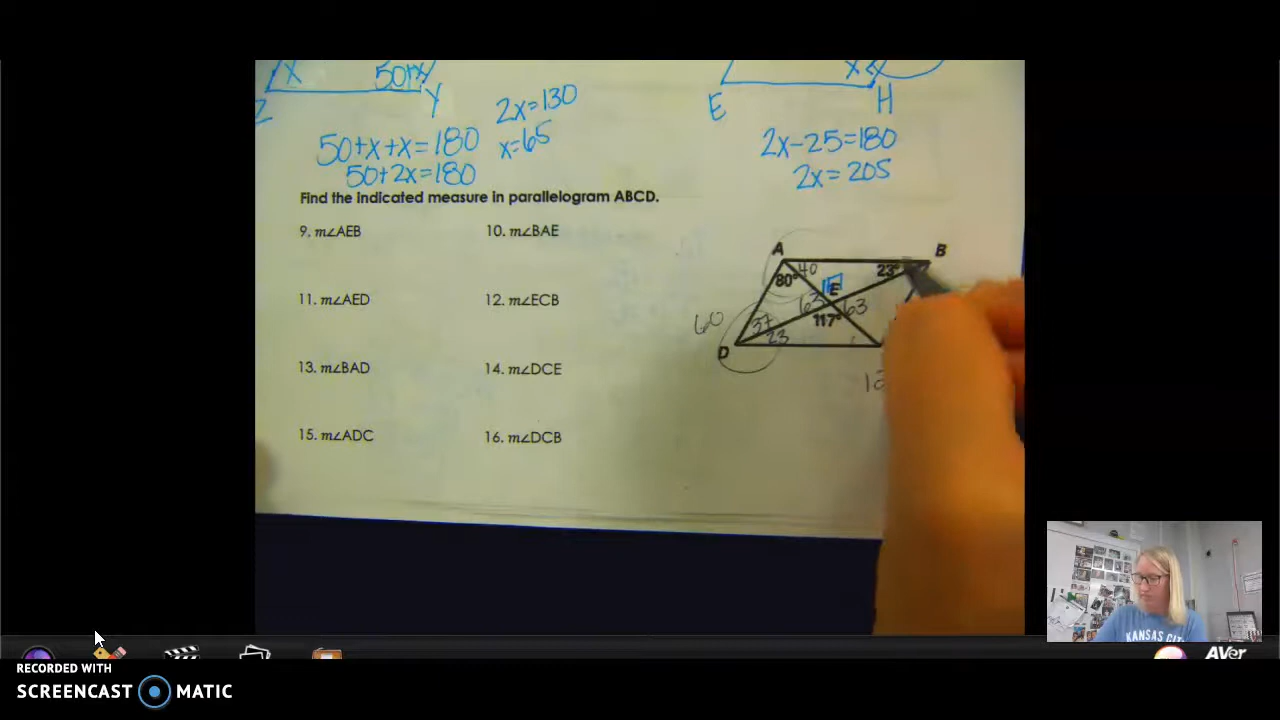 X
50+x
Z
Y
2x=130
x=65
50+x+x=180
50+2x=180
E
H
2x-25=180
2x=205
Find the indicated measure in parallelogram ABCD.
9. m∠AEB
10. m∠BAE
11. m∠AED
12. m∠ECB
13. m∠BAD
14. m∠DCE
15. m∠ADC
16. m∠DCB
A
B
40
23°
80°
E
63
63
117°
60
37
23
D
KANSAS CITY
RECORDED WITH
SCREENCAST MATIC
AVer